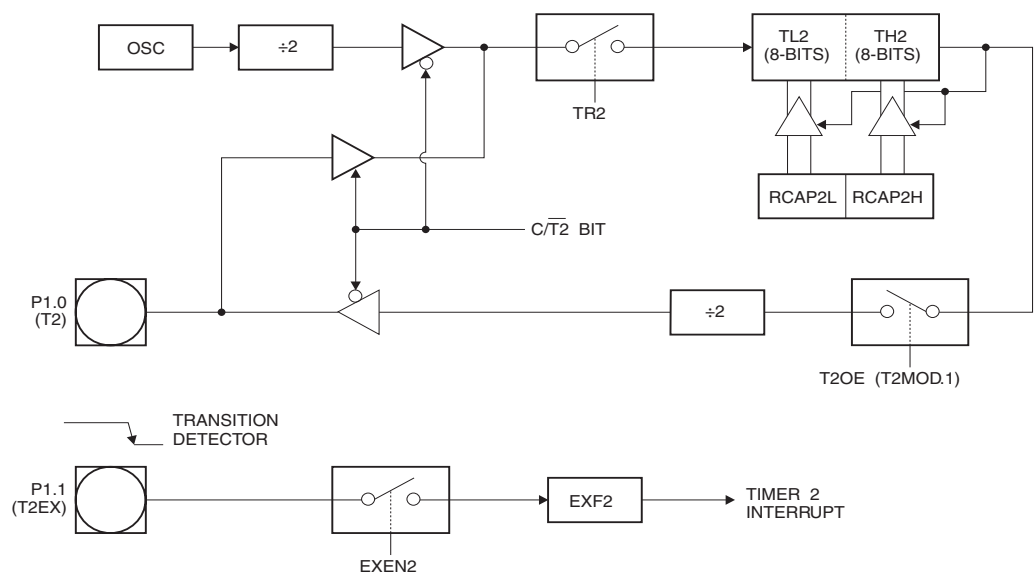 OSC
÷2
TR2
TL2
(8-BITS)
TH2
(8-BITS)
RCAP2L
RCAP2H
C/T̅2̅ BIT
P1.0
(T2)
÷2
T2OE (T2MOD.1)
TRANSITION
DETECTOR
P1.1
(T2EX)
EXEN2
EXF2
TIMER 2
INTERRUPT